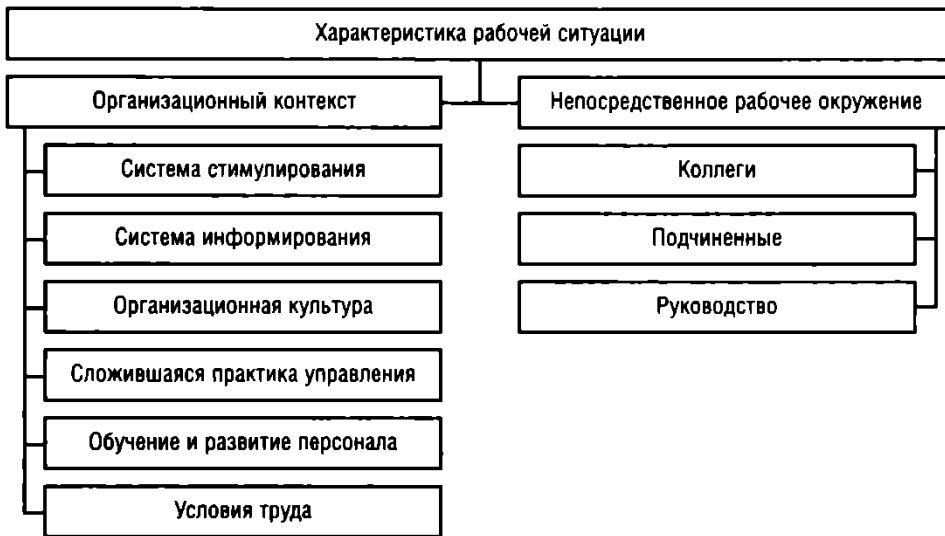 Характеристика рабочей ситуации
Организационный контекст
Непосредственное рабочее окружение
Система стимулирования
Коллеги
Система информирования
Подчиненные
Организационная культура
Руководство
Сложившаяся практика управления
Обучение и развитие персонала
Условия труда